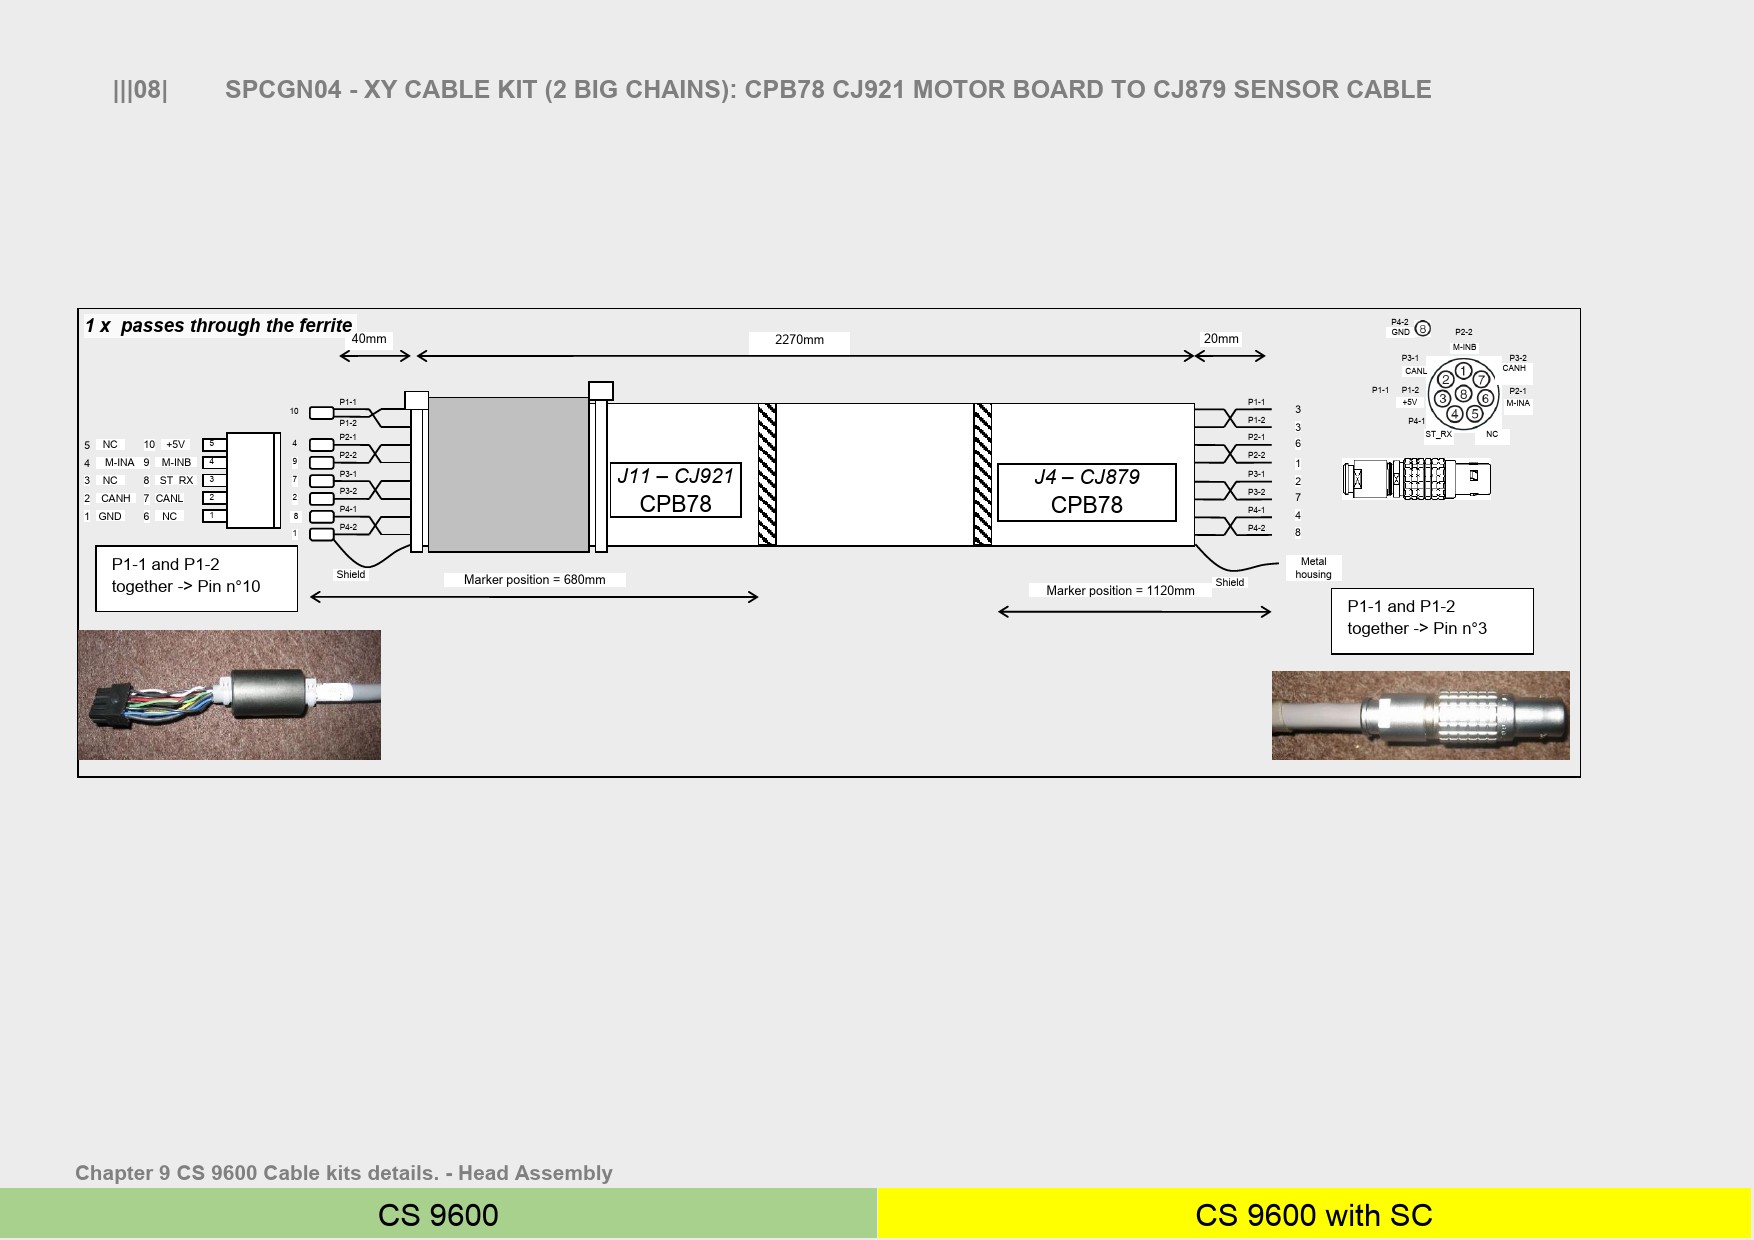 |||08| SPCGN04 - XY CABLE KIT (2 BIG CHAINS): CPB78 CJ921 MOTOR BOARD TO CJ879 SENSOR CABLE
1 x passes through the ferrite
40mm
2270mm
20mm
P4-2
GND 8
P2-2
M-INB
P3-1
CANL
P3-2
CANH
P1-1 P1-2
+5V
P2-1
M-INA
P4-1
ST_RX
NC
1
2 7
3 8 6
4 5
5 NC 10 +5V 5
4 M-INA 9 M-INB 4
3 NC 8 ST RX 3
2 CANH 7 CANL 2
1 GND 6 NC 1
10 P1-1
P1-2
4 P2-1
9 P2-2
7 P3-1
2 P3-2
8 P4-1
1 P4-2
Shield
J11 – CJ921
CPB78
J4 – CJ879
CPB78
P1-1 3
P1-2 3
P2-1 6
P2-2 1
P3-1 2
P3-2 7
P4-1 4
P4-2 8
Metal
housing
Shield
P1-1 and P1-2
together -> Pin n°10
Marker position = 680mm
Marker position = 1120mm
P1-1 and P1-2
together -> Pin n°3
Chapter 9 CS 9600 Cable kits details. - Head Assembly
CS 9600
CS 9600 with SC